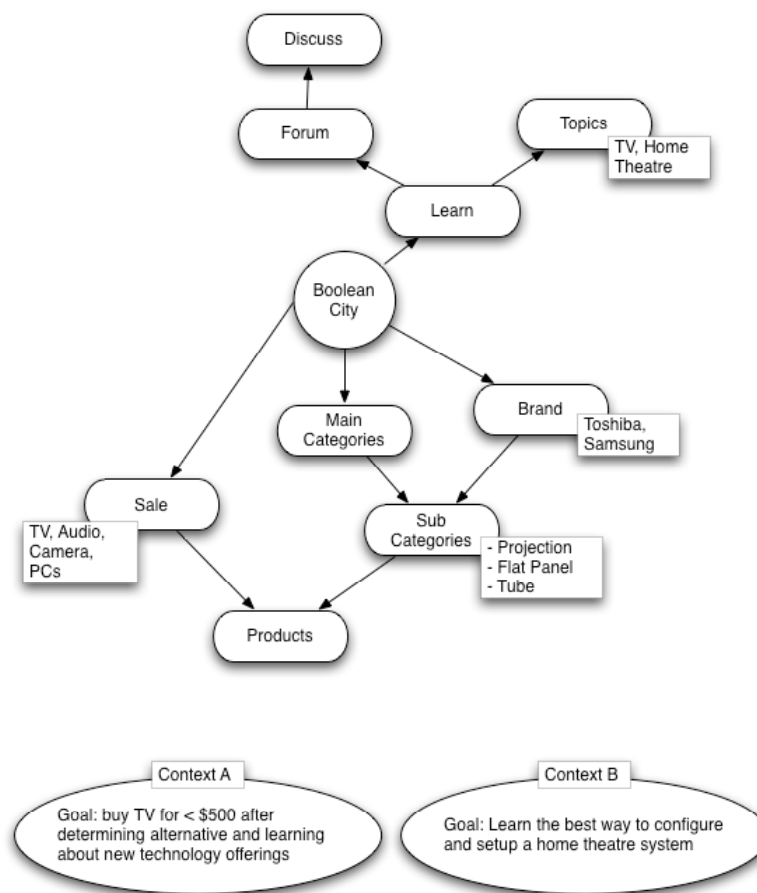 Discuss
Forum
Topics
TV, Home
Theatre
Learn
Boolean
City
Main
Categories
Brand
Toshiba,
Samsung
Sale
TV, Audio,
Camera,
PCs
Sub
Categories
- Projection
- Flat Panel
- Tube
Products
Context A
Goal: buy TV for < $500 after
determining alternative and learning
about new technology offerings
Context B
Goal: Learn the best way to configure
and setup a home theatre system